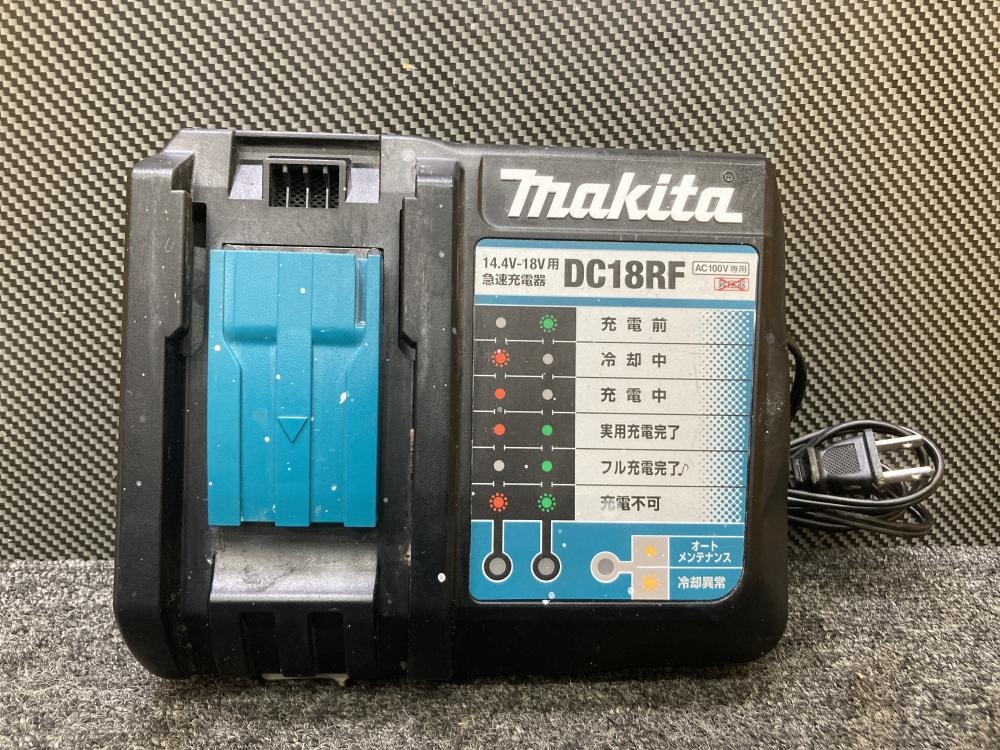 makita®
14.4V-18V用
急速充電器
DC18RF
AC100V専用
昇圧器
充電前
冷却中
充電中
実用充電完了
フル充電完了♪
充電不可
オート
メンテナンス
冷却異常